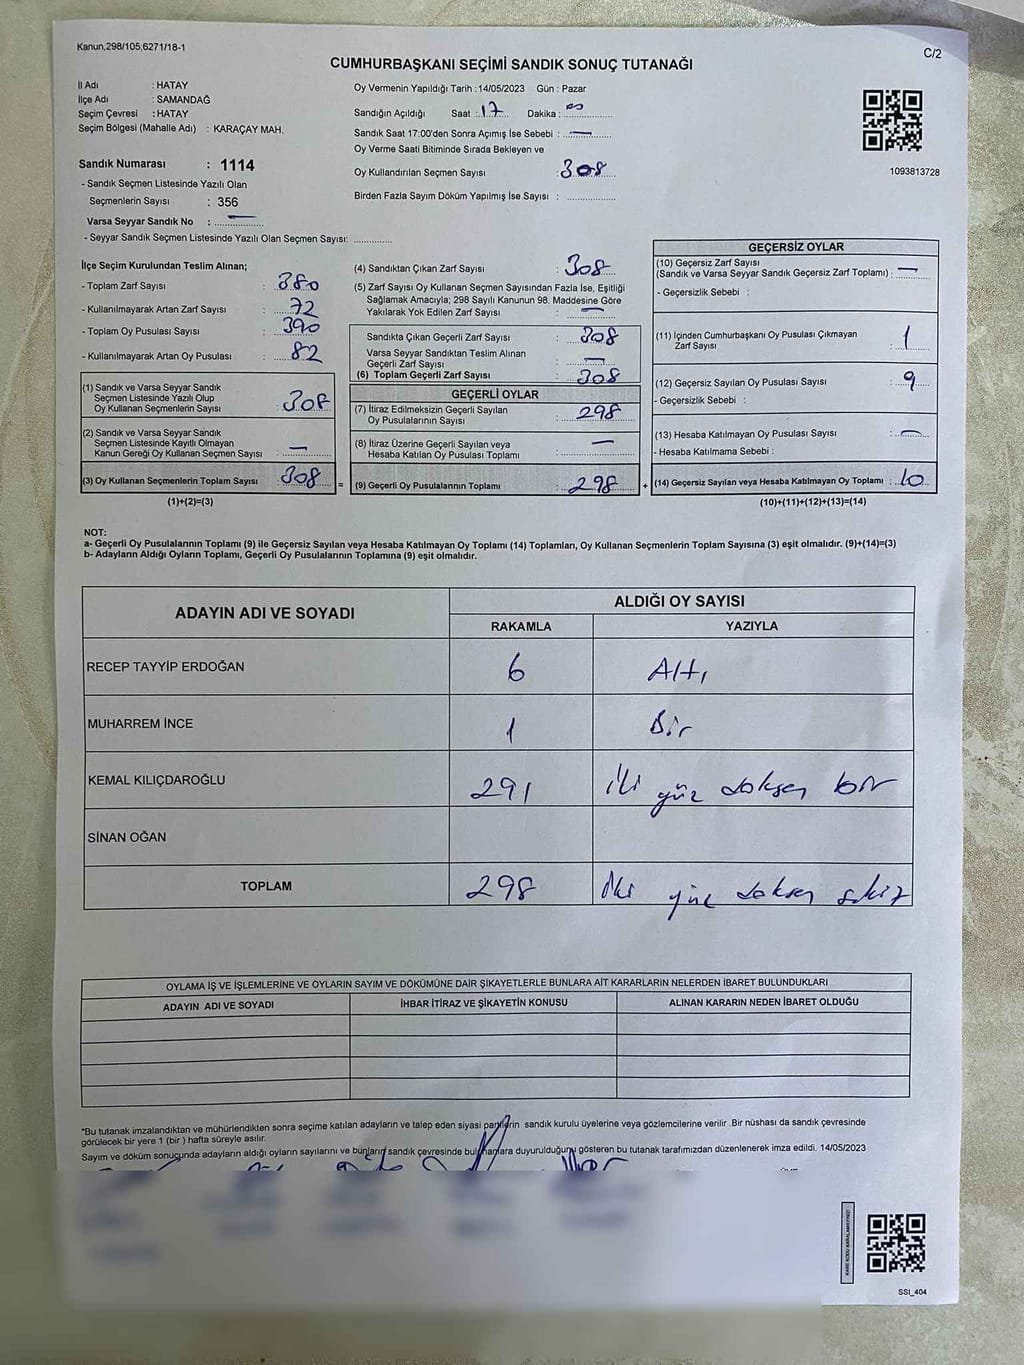 Kanun,298/105,6271/18-1
C/2
CUMHURBAŞKANI SEÇİMİ SANDIK SONUÇ TUTANAĞI
İl Adı : HATAY
İlçe Adı : SAMANDAĞ
Seçim Çevresi : HATAY
Seçim Bölgesi (Mahalle Adı) : KARAÇAY MAH.
Oy Vermenin Yapıldığı Tarih :14/05/2023 Gün : Pazar
Sandığın Açıldığı Saat : 17 Dakika :
Sandık Saat 17:00'den Sonra Açımış İse Sebebi : —
Oy Verme Saati Bitiminde Sırada Bekleyen ve
Oy Kullandırılan Seçmen Sayısı : 308
Birden Fazla Sayım Döküm Yapılmış İse Sayısı :
1093813728
Sandık Numarası : 1114
- Sandık Seçmen Listesinde Yazılı Olan
Seçmenlerin Sayısı : 356
Varsa Seyyar Sandık No : —
- Seyyar Sandık Seçmen Listesinde Yazılı Olan Seçmen Sayısı:
İlçe Seçim Kurulundan Teslim Alınan;
- Toplam Zarf Sayısı : 380
- Kullanılmayarak Artan Zarf Sayısı : 72
- Toplam Oy Pusulası Sayısı : 390
- Kullanılmayarak Artan Oy Pusulası : 82
(1) Sandık ve Varsa Seyyar Sandık
Seçmen Listesinde Yazılı Olup
Oy Kullanan Seçmenlerin Sayısı : 308
(2) Sandık ve Varsa Seyyar Sandık
Seçmen Listesinde Kayıtlı Olmayan
Kanun Gereği Oy Kullanan Seçmen Sayısı : —
(3) Oy Kullanan Seçmenlerin Toplam Sayısı : 308
(1)+(2)=(3)
(4) Sandıktan Çıkan Zarf Sayısı : 308
(5) Zarf Sayısı Oy Kullanan Seçmen Sayısından Fazla İse, Eşitliği
Sağlamak Amacıyla; 298 Sayılı Kanunun 98. Maddesine Göre
Yakılarak Yok Edilen Zarf Sayısı : —
Sandıkta Çıkan Geçerli Zarf Sayısı : 308
Varsa Seyyar Sandıktan Teslim Alınan
Geçerli Zarf Sayısı : —
(6) Toplam Geçerli Zarf Sayısı : 308
GEÇERLİ OYLAR
(7) İtiraz Edilmeksizin Geçerli Sayılan
Oy Pusulalarının Sayısı : 298
(8) İtiraz Üzerine Geçerli Sayılan veya
Hesaba Katılan Oy Pusulası Toplamı : —
= (9) Geçerli Oy Pusulalarının Toplamı : 298
GEÇERSİZ OYLAR
(10) Geçersiz Zarf Sayısı
(Sandık ve Varsa Seyyar Sandık Geçersiz Zarf Toplamı) : —
- Geçersizlik Sebebi :
(11) İçinden Cumhurbaşkanı Oy Pusulası Çıkmayan
Zarf Sayısı : 1
(12) Geçersiz Sayılan Oy Pusulası Sayısı : 9
- Geçersizlik Sebebi :
(13) Hesaba Katılmayan Oy Pusulası Sayısı : —
- Hesaba Katılmama Sebebi :
+ (14) Geçersiz Sayılan veya Hesaba Katılmayan Oy Toplamı : 10
(10)+(11)+(12)+(13)=(14)
NOT:
a- Geçerli Oy Pusulalarının Toplamı (9) ile Geçersiz Sayılan veya Hesaba Katılmayan Oy Toplamı (14) Toplamları, Oy Kullanan Seçmenlerin Toplam Sayısına (3) eşit olmalıdır. (9)+(14)=(3)
b- Adayların Aldığı Oyların Toplamı, Geçerli Oy Pusulalarının Toplamına (9) eşit olmalıdır.
ADAYIN ADI VE SOYADI
ALDIĞI OY SAYISI
RAKAMLA YAZIYLA
RECEP TAYYİP ERDOĞAN 6 Altı
MUHARREM İNCE 1 Bir
KEMAL KILIÇDAROĞLU 291 iki yüz doksan bir
SİNAN OĞAN
TOPLAM 298 iki yüz doksan sekiz
OYLAMA İŞ VE İŞLEMLERİNE VE OYLARIN SAYIM VE DÖKÜMÜNE DAİR ŞİKAYETLERLE BUNLARA AİT KARARLARIN NELERDEN İBARET BULUNDUKLARI
ADAYIN ADI VE SOYADI İHBAR İTİRAZ VE ŞİKAYETİN KONUSU ALINAN KARARIN NEDEN İBARET OLDUĞU
*Bu tutanak imzalandıktan ve mühürlendikten sonra seçime katılan adayların ve talep eden siyasi partilerin sandık kurulu üyelerine veya gözlemcilerine verilir .Bir nüshası da sandık çevresinde
görülecek bir yere 1 (bir ) hafta süreyle asılır.
Sayım ve döküm sonucunda adayların aldığı oyların sayılarını ve bunların sandık çevresinde bulunanlara duyurulduğunu gösteren bu tutanak tarafımızdan düzenlenerek imza edildi. 14/05/2023
SSI_404